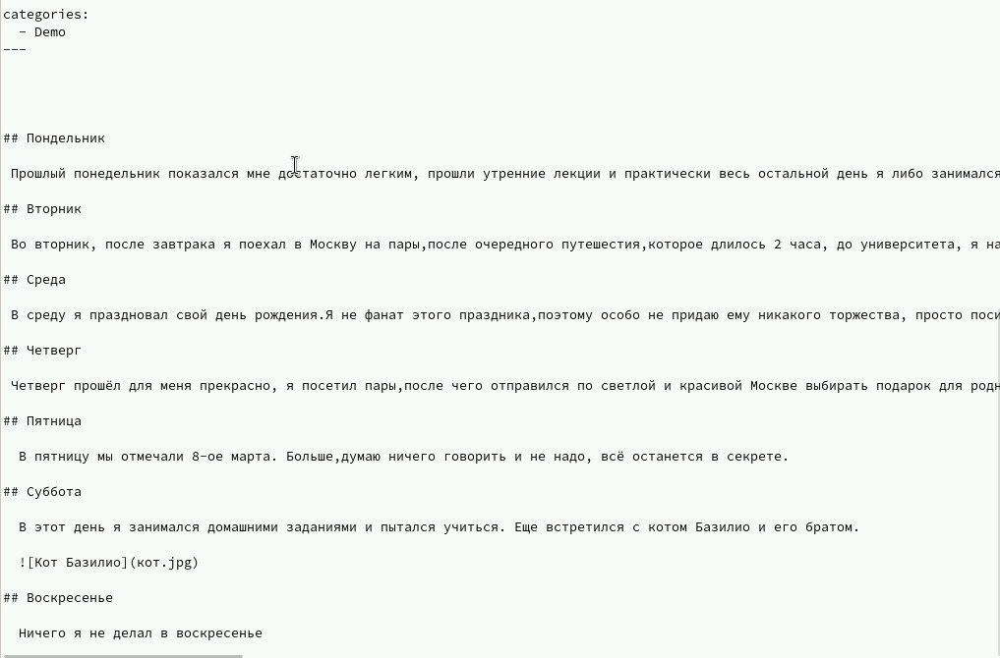 categories:
  - Demo
---
## Пондельник
Прошлый понедельник показался мне достаточно легким, прошли утренние лекции и практически весь остальной день я либо занимался
## Вторник
Во вторник, после завтрака я поехал в Москву на пары,после очередного путешестия,которое длилось 2 часа, до университета, я на
## Среда
В среду я праздновал свой день рождения.Я не фанат этого праздника,поэтому особо не придаю ему никакого торжества, просто поси
## Четверг
Четверг прошёл для меня прекрасно, я посетил пары,после чего отправился по светлой и красивой Москве выбирать подарок для родн
## Пятница
В пятницу мы отмечали 8-ое марта. Больше,думаю ничего говорить и не надо, всё останется в секрете.
## Суббота
В этот день я занимался домашними заданиями и пытался учиться. Еще встретился с котом Базилио и его братом.
![Кот Базилио](кот.jpg)
## Воскресенье
Ничего я не делал в воскресенье